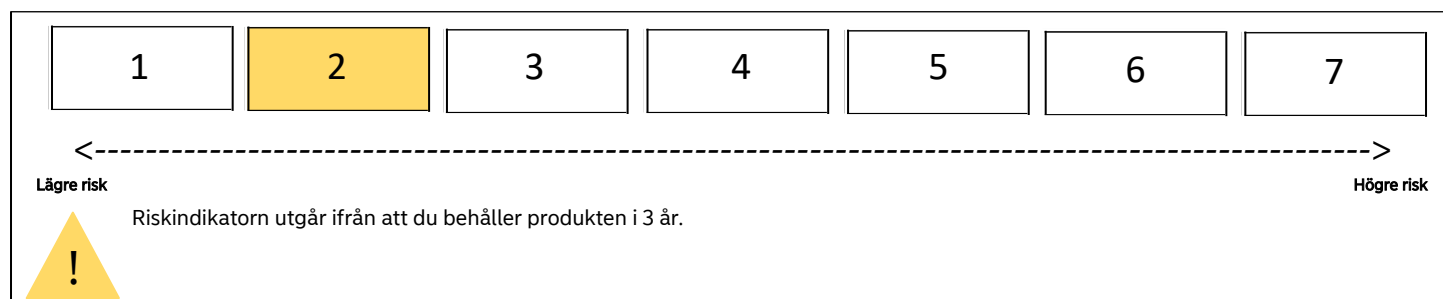 1 2 3 4 5 6 7
<------------------------------------------------------------------------------------------>
Lägre risk Högre risk
Riskindikatorn utgår ifrån att du behåller produkten i 3 år.
!